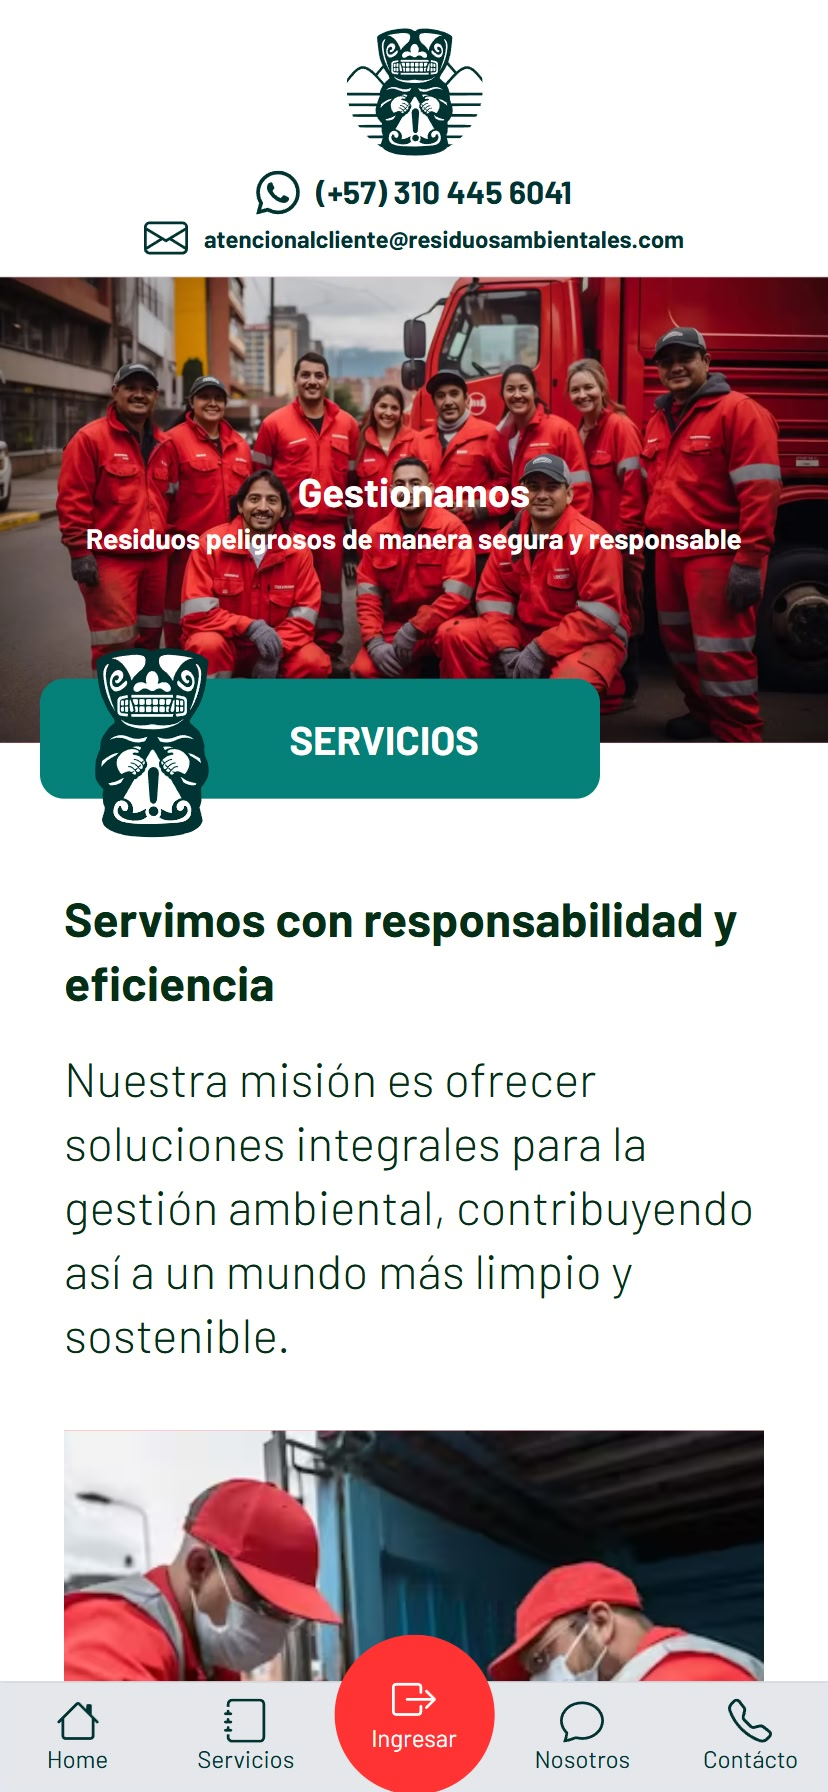 (+57) 310 445 6041
atencionalcliente@residuosambientales.com
Gestionamos
Residuos peligrosos de manera segura y responsable
SERVICIOS
Servimos con responsabilidad y
eficiencia
Nuestra misión es ofrecer
soluciones integrales para la
gestión ambiental, contribuyendo
así a un mundo más limpio y
sostenible.
Home
Servicios
Ingresar
Nosotros
Contácto